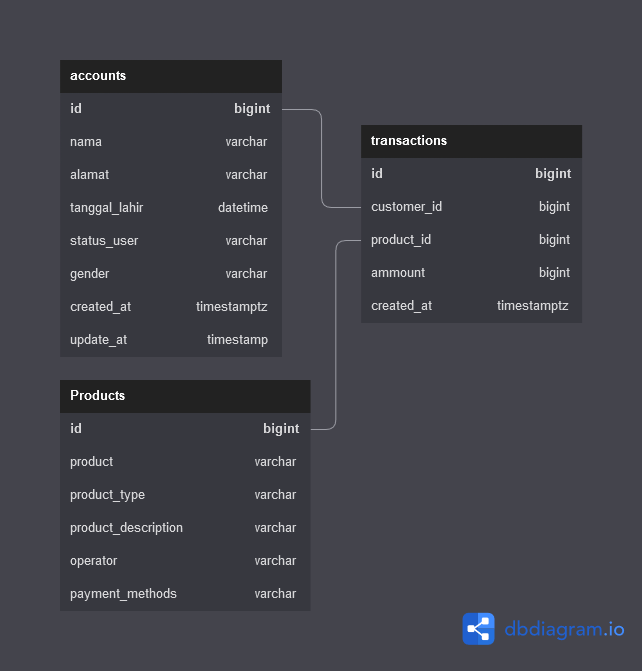 accounts
id bigint
nama varchar
alamat varchar
tanggal_lahir datetime
status_user varchar
gender varchar
created_at timestamptz
update_at timestamp
transactions
id bigint
customer_id bigint
product_id bigint
ammount bigint
created_at timestamptz
Products
id bigint
product varchar
product_type varchar
product_description varchar
operator varchar
payment_methods varchar
dbdiagram.io